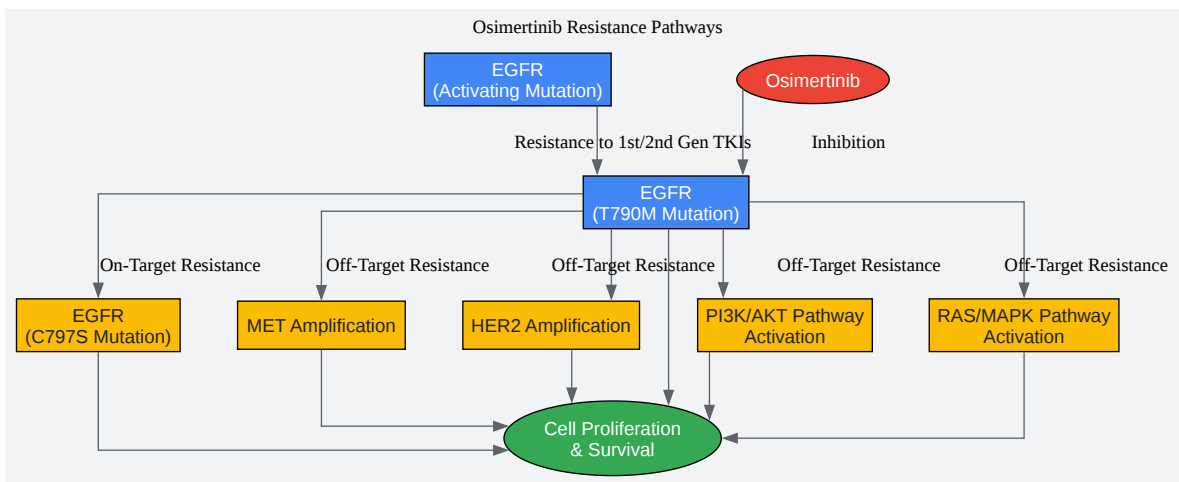 Osimertinib Resistance Pathways
EGFR
(Activating Mutation)
Osimertinib
Resistance to 1st/2nd Gen TKIs
Inhibition
EGFR
(T790M Mutation)
On-Target Resistance
Off-Target Resistance
Off-Target Resistance
Off-Target Resistance
Off-Target Resistance
EGFR
(C797S Mutation)
MET Amplification
HER2 Amplification
PI3K/AKT Pathway
Activation
RAS/MAPK Pathway
Activation
Cell Proliferation
& Survival